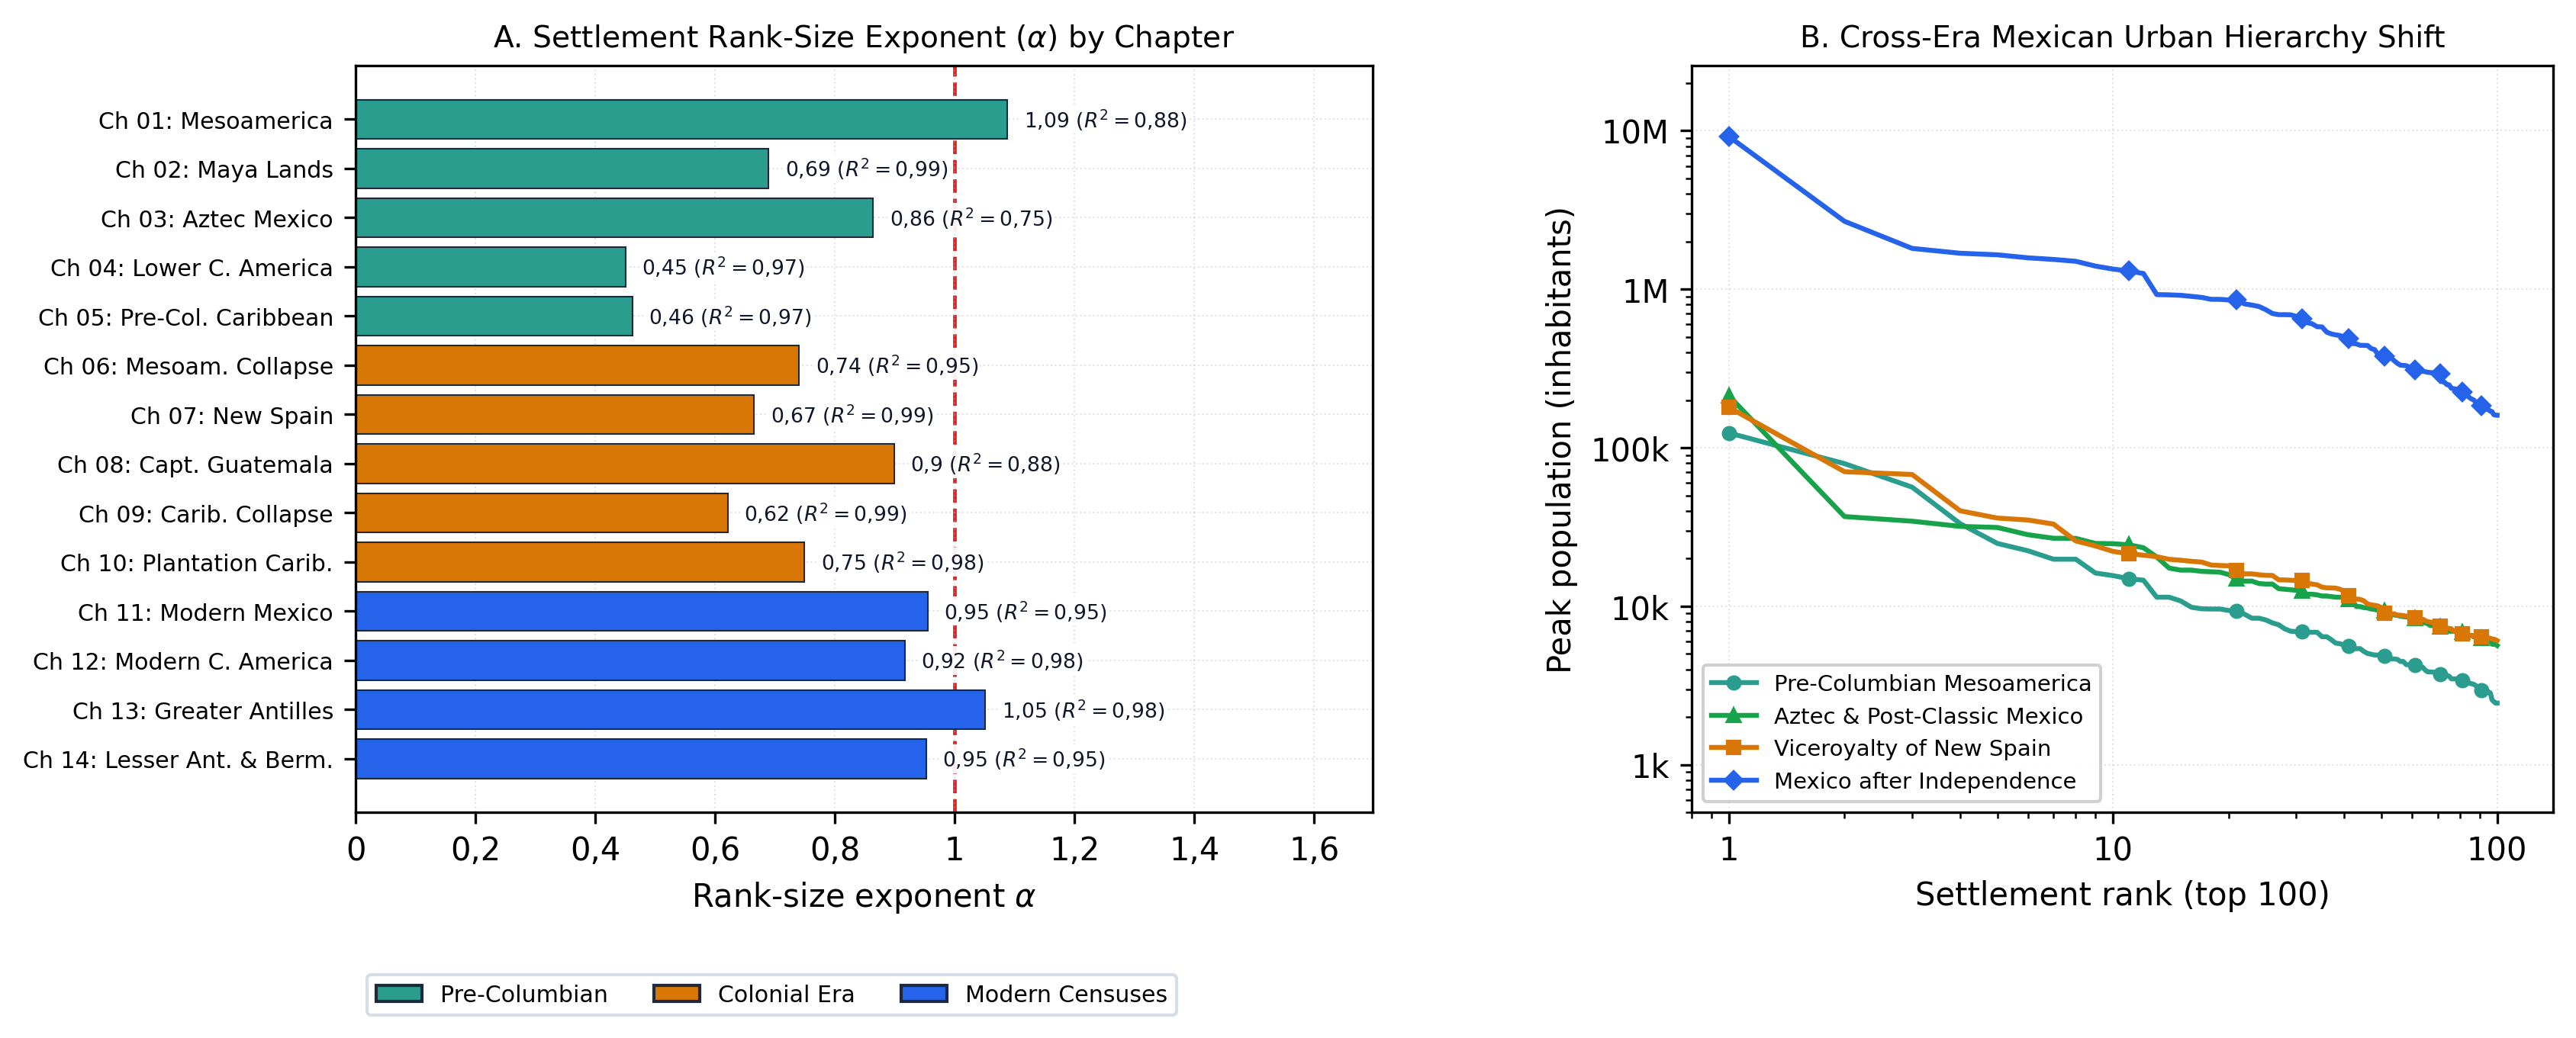 A. Settlement Rank-Size Exponent (α) by Chapter
Ch 01: Mesoamerica
1,09 (R² = 0,88)
Ch 02: Maya Lands
0,69 (R² = 0,99)
Ch 03: Aztec Mexico
0,86 (R² = 0,75)
Ch 04: Lower C. America
0,45 (R² = 0,97)
Ch 05: Pre-Col. Caribbean
0,46 (R² = 0,97)
Ch 06: Mesoam. Collapse
0,74 (R² = 0,95)
Ch 07: New Spain
0,67 (R² = 0,99)
Ch 08: Capt. Guatemala
0,9 (R² = 0,88)
Ch 09: Carib. Collapse
0,62 (R² = 0,99)
Ch 10: Plantation Carib.
0,75 (R² = 0,98)
Ch 11: Modern Mexico
0,95 (R² = 0,95)
Ch 12: Modern C. America
0,92 (R² = 0,98)
Ch 13: Greater Antilles
1,05 (R² = 0,98)
Ch 14: Lesser Ant. & Berm.
0,95 (R² = 0,95)
0 0,2 0,4 0,6 0,8 1 1,2 1,4 1,6
Rank-size exponent α
Pre-Columbian Colonial Era Modern Censuses
B. Cross-Era Mexican Urban Hierarchy Shift
Peak population (inhabitants)
10M
1M
100k
10k
1k
Pre-Columbian Mesoamerica
Aztec & Post-Classic Mexico
Viceroyalty of New Spain
Mexico after Independence
1 10 100
Settlement rank (top 100)